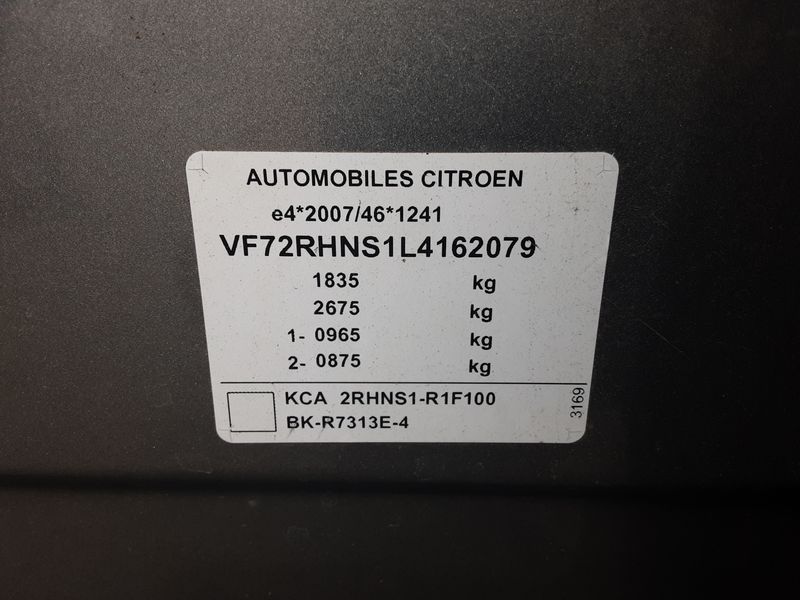 AUTOMOBILES CITROEN
e4*2007/46*1241
VF72RHNS1L4162079
1835 kg
2675 kg
1- 0965 kg
2- 0875 kg
KCA 2RHNS1-R1F100
BK-R7313E-4
3169